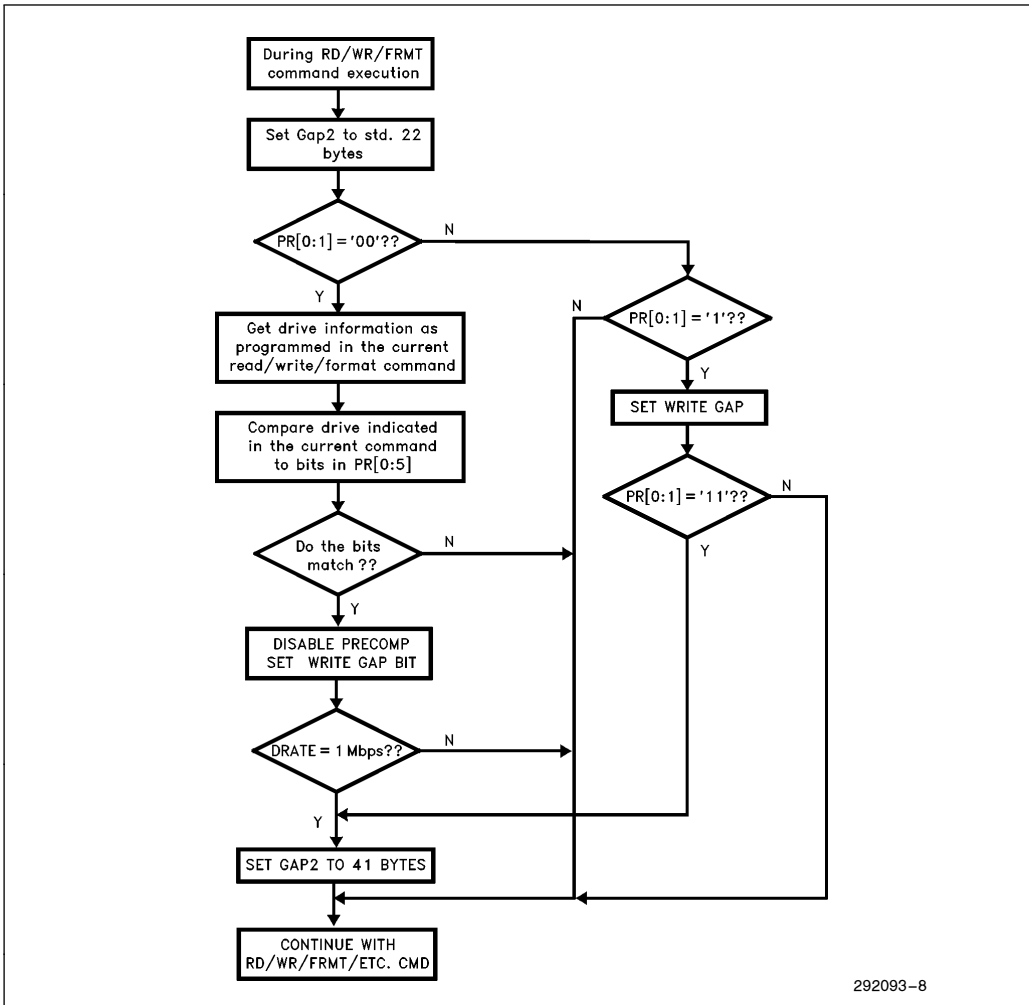 During RD/WR/FRMT
command execution
Set Gap2 to std. 22
bytes
PR[0:1]='00'??
N
Y
Get drive information as
programmed in the current
read/write/format command
Compare drive indicated
in the current command
to bits in PR[0:5]
Do the bits
match ??
N
Y
DISABLE PRECOMP
SET WRITE GAP BIT
DRATE = 1 Mbps??
N
Y
SET GAP2 TO 41 BYTES
CONTINUE WITH
RD/WR/FRMT/ETC. CMD
N
PR[0:1]='1'??
Y
SET WRITE GAP
PR[0:1]='11'??
N
Y
292093–8